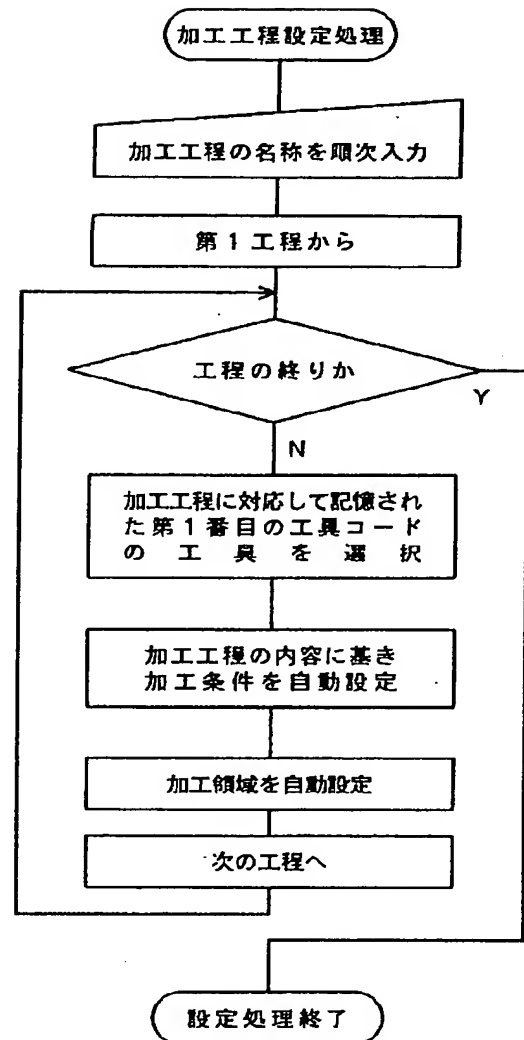 加工工程設定処理
加工工程の名称を順次入力
第1工程から
工程の終りか
Y
N
加工工程に対応して記憶され
た第1番目の工具コード
の工具を選択
加工工程の内容に基き
加工条件を自動設定
加工領域を自動設定
次の工程へ
設定処理終了